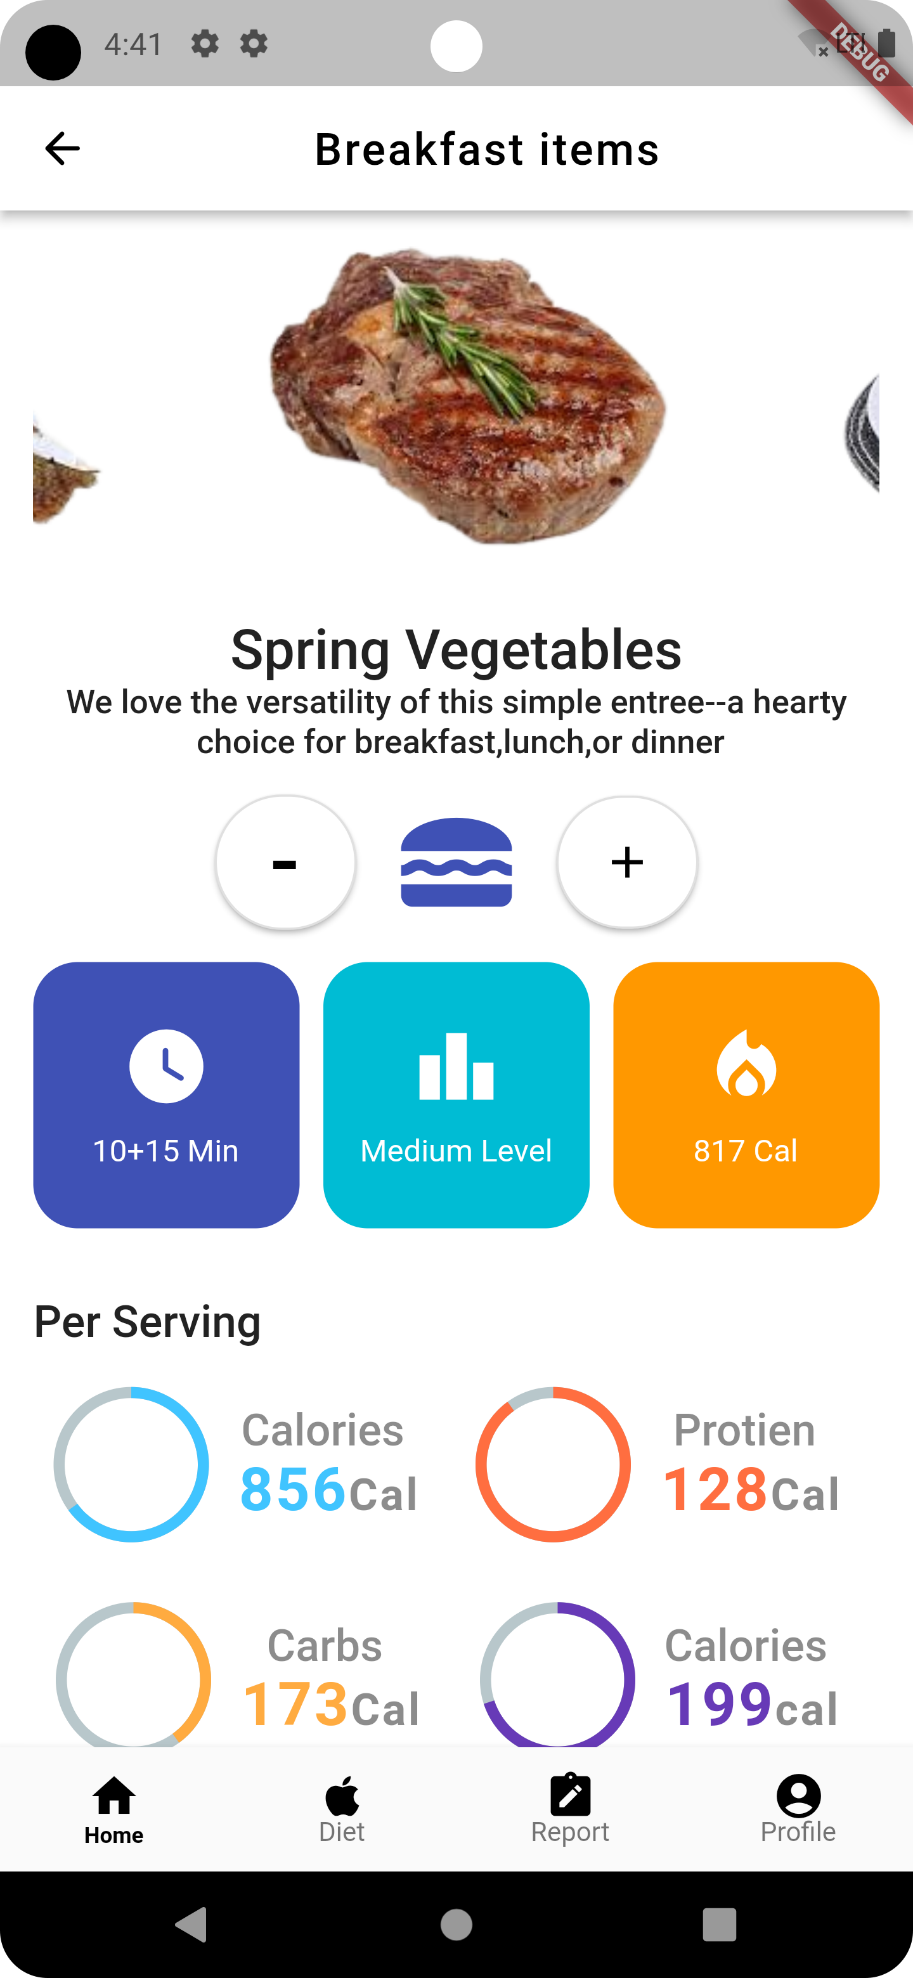 4:41
DEBUG
Breakfast items
Spring Vegetables
We love the versatility of this simple entree--a hearty
choice for breakfast,lunch,or dinner
-
+
10+15 Min
Medium Level
817 Cal
Per Serving
Calories
856Cal
Protien
128Cal
Carbs
173Cal
Calories
199cal
Home
Diet
Report
Profile